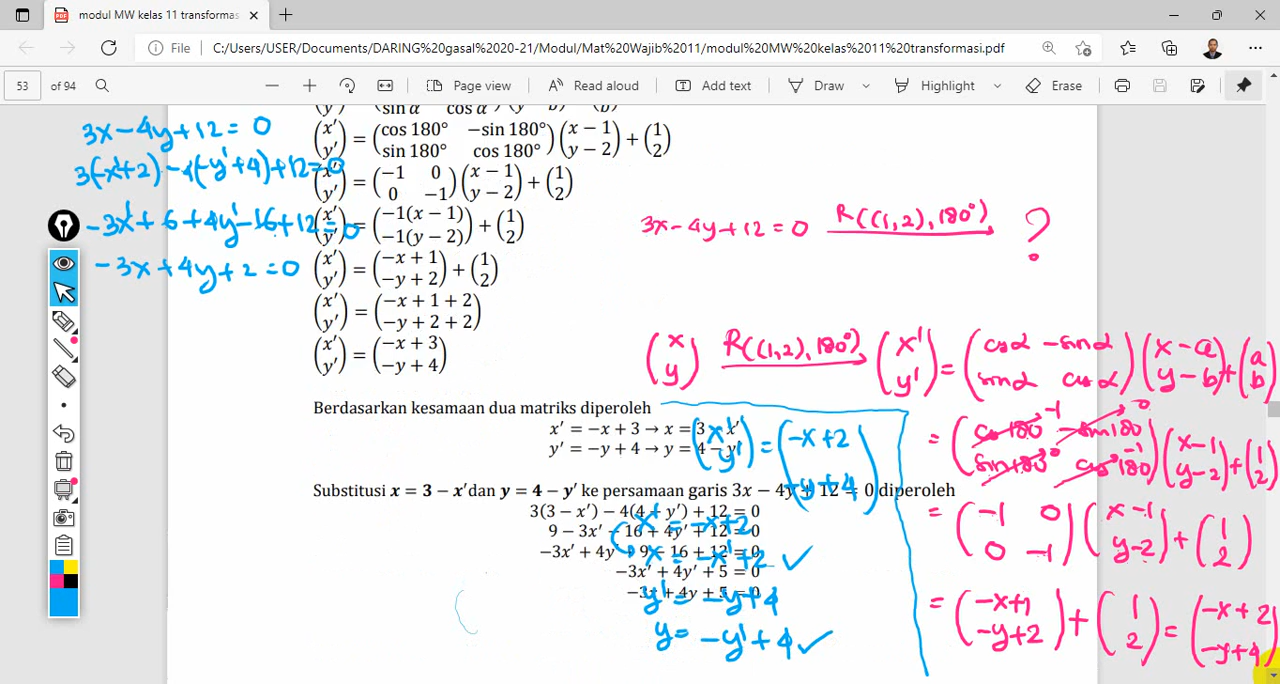 modul MW kelas 11 transformas
File C:/Users/USER/Documents/DARING%20gasal%202020-21/Modul/Mat%20Wajib%2011/modul%20MW%20kelas%2011%20transformasi.pdf
53 of 94 Page view Read aloud Add text Draw Highlight Erase
(x' y') = (cos 180° −sin 180° sin 180° cos 180°)(x − 1 y − 2) + (1 2)
(x' y') = (−1 0 0 −1)(x − 1 y − 2) + (1 2)
(x' y') = (−1(x − 1) −1(y − 2)) + (1 2)
(x' y') = (−x + 1 −y + 2) + (1 2)
(x' y') = (−x + 1 + 2 −y + 2 + 2)
(x' y') = (−x + 3 −y + 4)
Berdasarkan kesamaan dua matriks diperoleh
x' = −x + 3 → x = 3 − x'
y' = −y + 4 → y = 4 − y'
Substitusi x = 3 − x' dan y = 4 − y' ke persamaan garis 3x − 4y + 12 = 0 diperoleh
3(3 − x') − 4(4 − y') + 12 = 0
9 − 3x' − 16 + 4y' + 12 = 0
−3x' + 4y' + 9 − 16 + 12 = 0
−3x' + 4y' + 5 = 0
−3x + 4y + 5 = 0
3x − 4y + 12 = 0
3(−x'+2) − 4(−y'+4) + 12 = 0
−3x' + 6 + 4y' − 16 + 12 = 0
−3x + 4y + 2 = 0
3x − 4y + 12 = 0 R((1,2), 180°) ?
(x y) R((1,2), 180°) (x' y') = (cos α −sin α sin α cos α)(x − a y − b) + (a b)
= (cos 180 −1 −sin 180 0 sin 180 0 cos 180 −1)(x − 1 y − 2) + (1 2)
= (−1 0 0 −1)(x − 1 y − 2) + (1 2)
= (−x+1 −y+2) + (1 2) = (−x + 2 −y + 4)
(x' y') = (−x + 2 −y + 4)
x' = −x + 2
x = −x' + 2 ✓
y' = −y + 4
y = −y' + 4 ✓